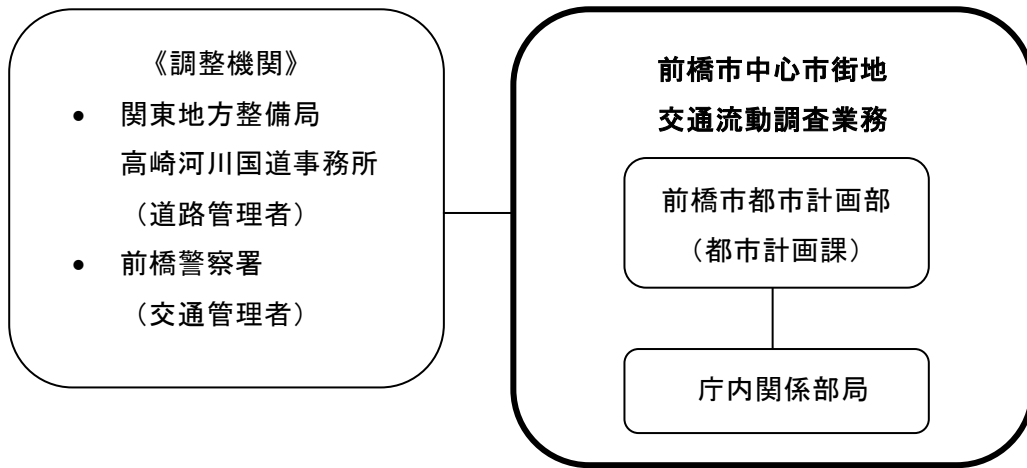 《調整機関》
• 関東地方整備局
高崎河川国道事務所
（道路管理者）
• 前橋警察署
（交通管理者）
前橋市中心市街地
交通流動調査業務
前橋市都市計画部
（都市計画課）
庁内関係部局